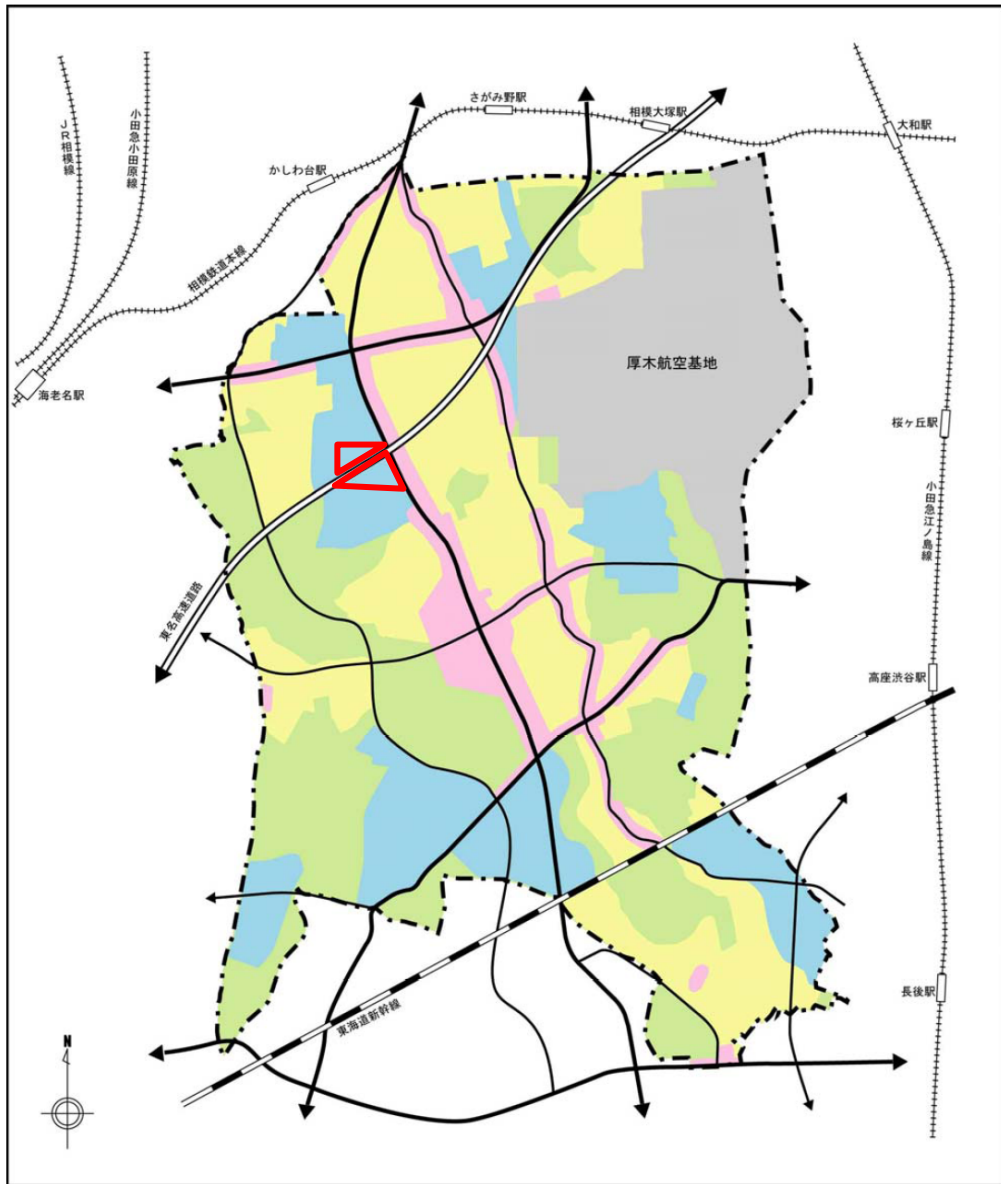 さがみ野駅
相模大塚駅
大和駅
JR相模線
小田急小田原線
かしわ台駅
相模鉄道本線
厚木航空基地
海老名駅
桜ヶ丘駅
小田急江ノ島線
東名高速道路
高座渋谷駅
長後駅
東海道新幹線
N